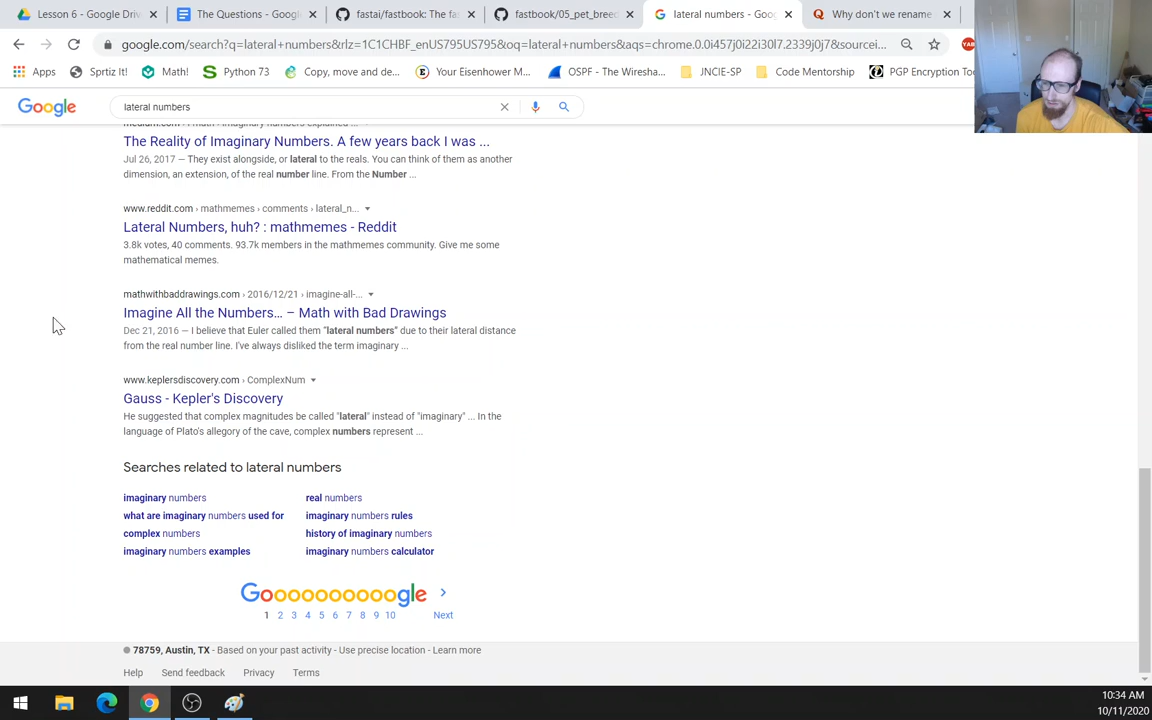 Lesson 6 - Google Driv
The Questions - Google
fastai/fastbook: The fa
fastbook/05_pet_breed
lateral numbers - Goo
Why don't we rename
google.com/search?q=lateral+numbers&rlz=1C1CHBF_enUS795US795&oq=lateral+numbers&aqs=chrome.0.0i457j0i22i30l7.2339j0j7&sourcei...
Apps
Sprtiz It!
Math!
Python 73
Copy, move and de...
Your Eisenhower M...
OSPF - The Wiresha...
JNCIE-SP
Code Mentorship
PGP Encryption Too
Google
lateral numbers
The Reality of Imaginary Numbers. A few years back I was ...
Jul 26, 2017 — They exist alongside, or lateral to the reals. You can think of them as another
dimension, an extension, of the real number line. From the Number ...
www.reddit.com › mathmemes › comments › lateral_n...
Lateral Numbers, huh? : mathmemes - Reddit
3.8k votes, 40 comments. 93.7k members in the mathmemes community. Give me some
mathematical memes.
mathwithbaddrawings.com › 2016/12/21 › imagine-all-...
Imagine All the Numbers… – Math with Bad Drawings
Dec 21, 2016 — I believe that Euler called them “lateral numbers” due to their lateral distance
from the real number line. I've always disliked the term imaginary ...
www.keplersdiscovery.com › ComplexNum
Gauss - Kepler's Discovery
He suggested that complex magnitudes be called "lateral" instead of "imaginary" ... In the
language of Plato's allegory of the cave, complex numbers represent ...
Searches related to lateral numbers
imaginary numbers
real numbers
what are imaginary numbers used for
imaginary numbers rules
complex numbers
history of imaginary numbers
imaginary numbers examples
imaginary numbers calculator
Goooooooooogle
1 2 3 4 5 6 7 8 9 10 Next
78759, Austin, TX - Based on your past activity - Use precise location - Learn more
Help Send feedback Privacy Terms
10:34 AM
10/11/2020